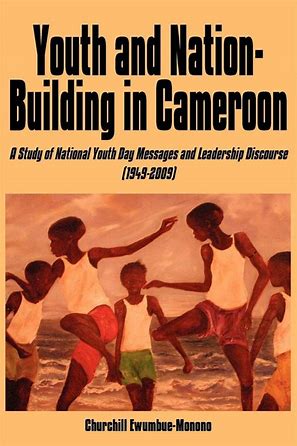 Youth and Nation-
Building in Cameroon
A Study of National Youth Day Messages and Leadership Discourse
(1949-2009)
Churchill Ewumbue-Monono